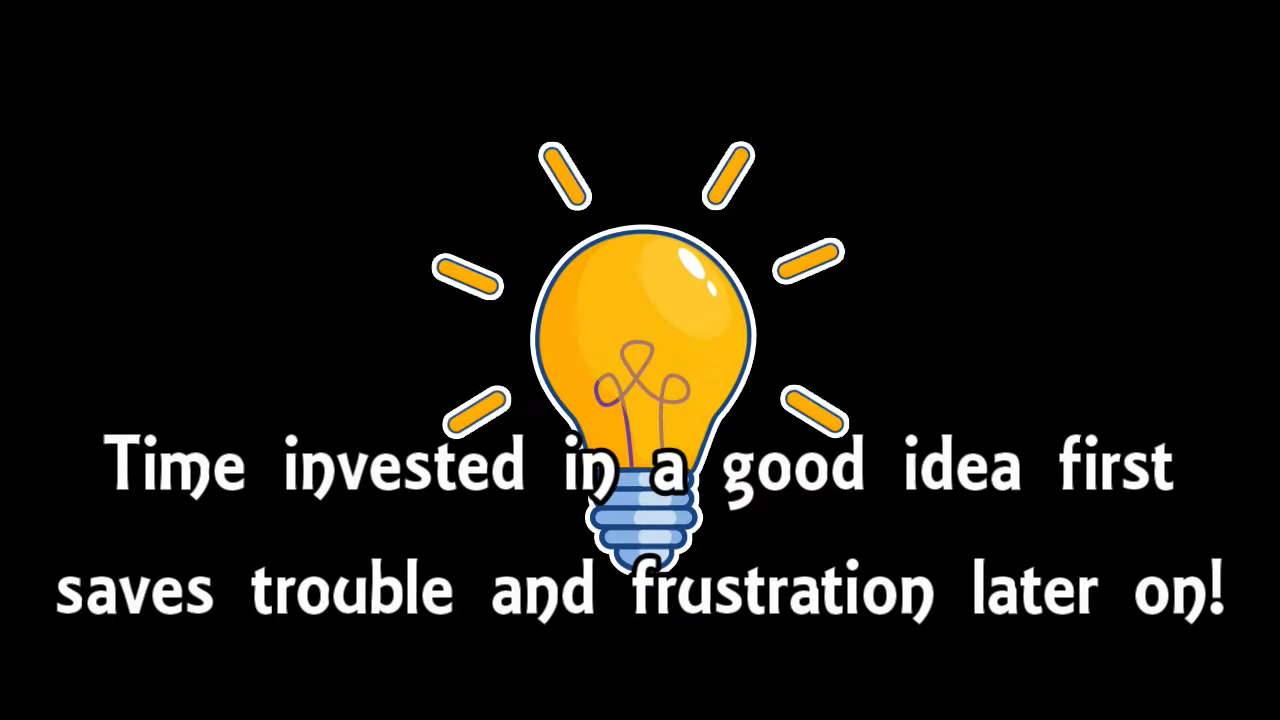 Time invested in a good idea first
saves trouble and frustration later on!